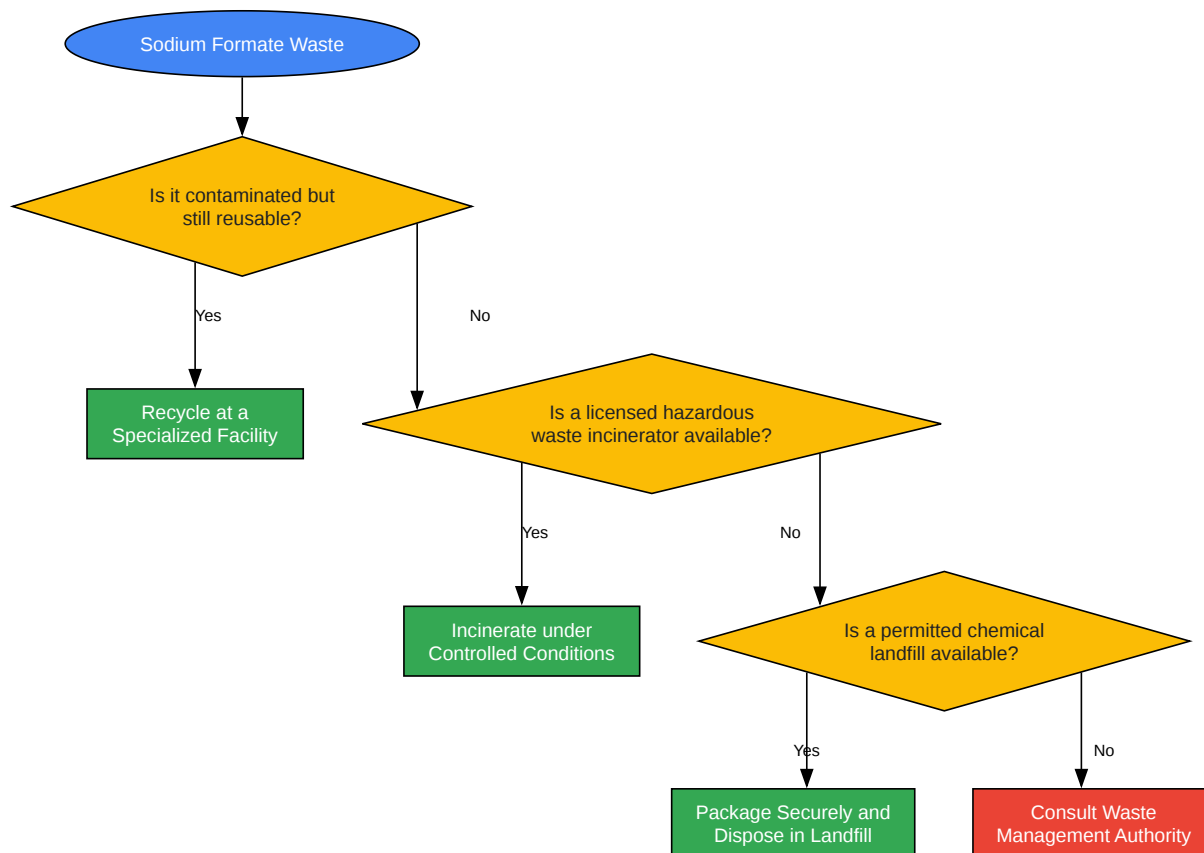 Sodium Formate Waste
Is it contaminated but
still reusable?
Yes
No
Recycle at a
Specialized Facility
Is a licensed hazardous
waste incinerator available?
Yes
No
Incinerate under
Controlled Conditions
Is a permitted chemical
landfill available?
Yes
No
Package Securely and
Dispose in Landfill
Consult Waste
Management Authority